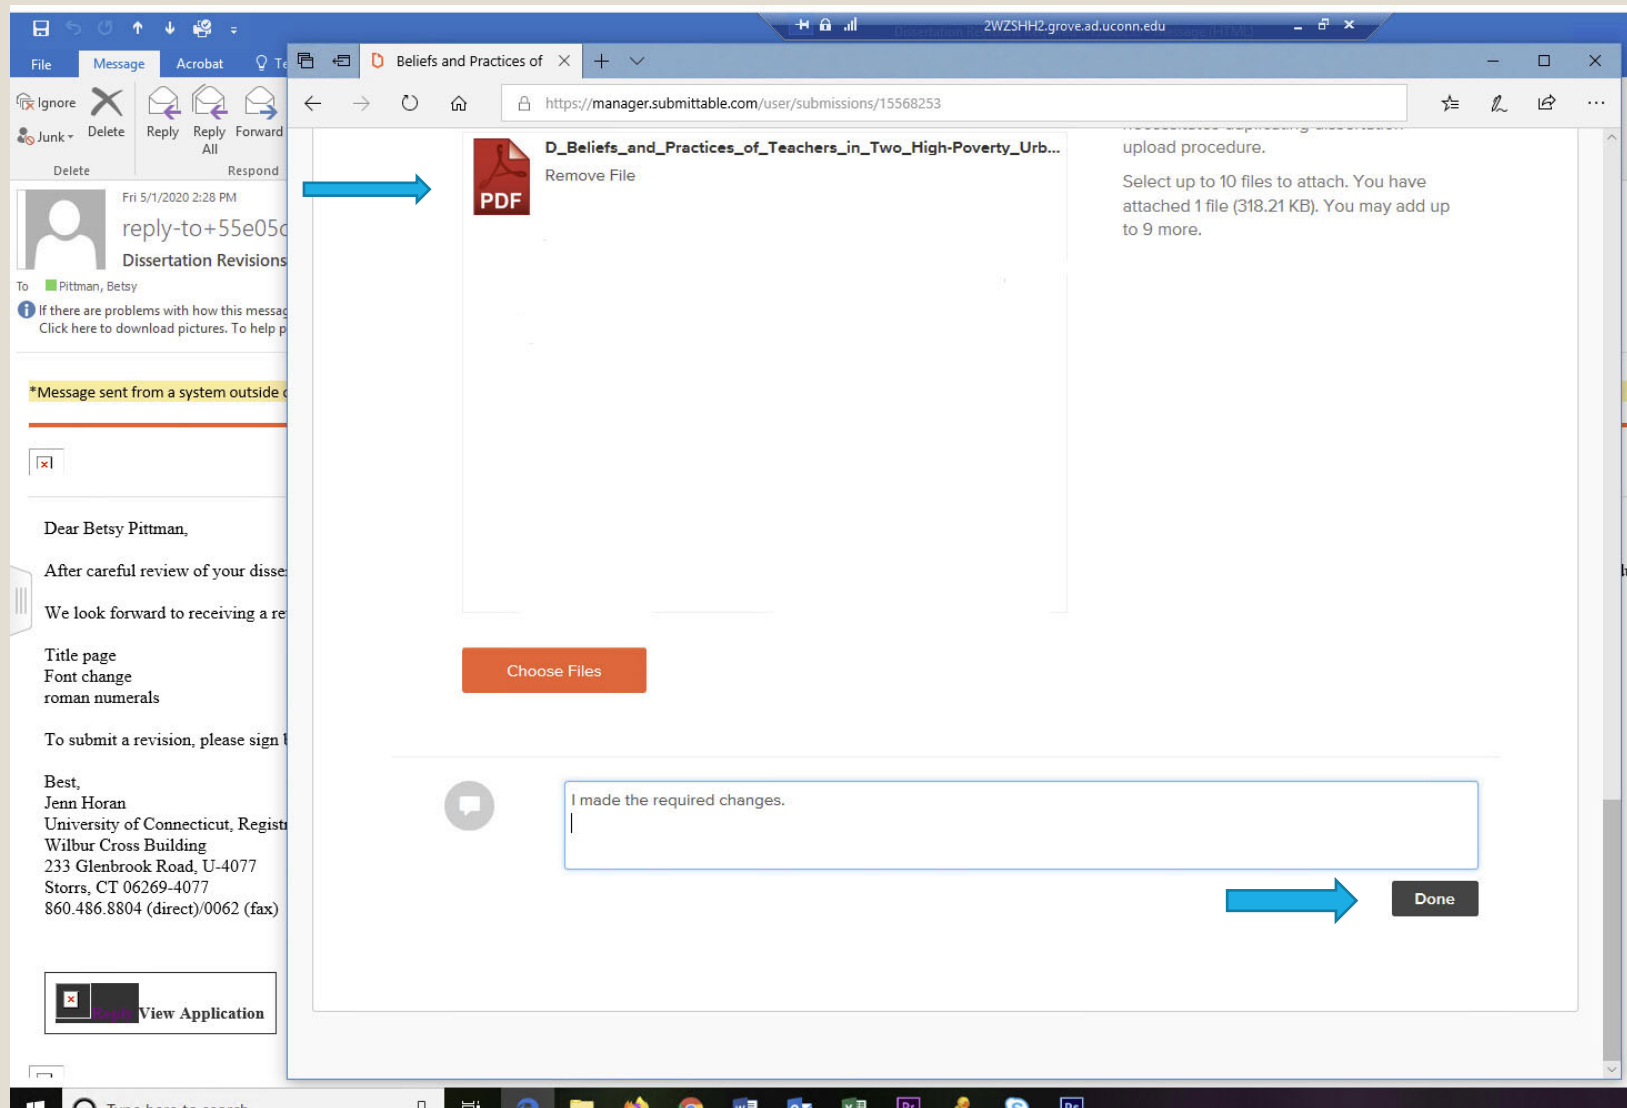 2WZSHH2.grove.ad.uconn.edu
File Message Acrobat
Beliefs and Practices of
Ignore
Junk
Delete
Reply
Reply All
Forward
Delete
Respond
https://manager.submittable.com/user/submissions/15568253
Fri 5/1/2020 2:28 PM
reply-to+55e05
Dissertation Revisions
To Pittman, Betsy
If there are problems with how this messag
Click here to download pictures. To help p
*Message sent from a system outside
Dear Betsy Pittman,
After careful review of your disse
We look forward to receiving a re
Title page
Font change
roman numerals
To submit a revision, please sign
Best,
Jenn Horan
University of Connecticut, Registr
Wilbur Cross Building
233 Glenbrook Road, U-4077
Storrs, CT 06269-4077
860.486.8804 (direct)/0062 (fax)
View Application
PDF
D_Beliefs_and_Practices_of_Teachers_in_Two_High-Poverty_Urb...
Remove File
upload procedure.
Select up to 10 files to attach. You have
attached 1 file (318.21 KB). You may add up
to 9 more.
Choose Files
I made the required changes.
Done